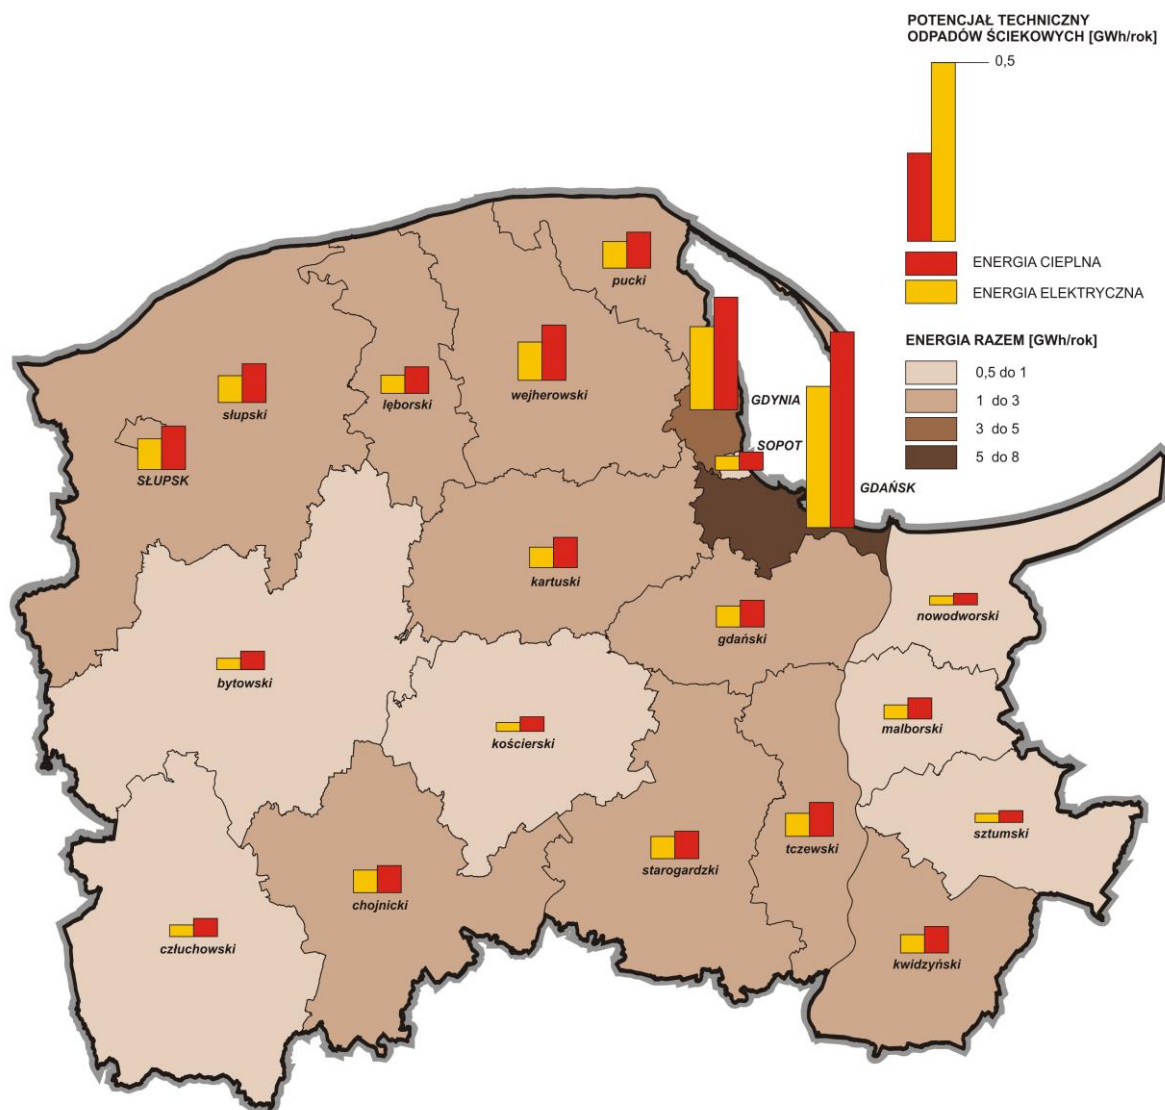 POTENCJAŁ TECHNICZNY
ODPADÓW ŚCIEKOWYCH [GWh/rok]
0,5
ENERGIA CIEPLNA
ENERGIA ELEKTRYCZNA
ENERGIA RAZEM [GWh/rok]
0,5 do 1
1 do 3
3 do 5
5 do 8
pucki
słupski
lęborski
wejherowski
GDYNIA
SOPOT
SŁUPSK
GDAŃSK
kartuski
nowodworski
gdański
bytowski
malborski
kościerski
sztumski
tczewski
starogardzki
chojnicki
człuchowski
kwidzyński